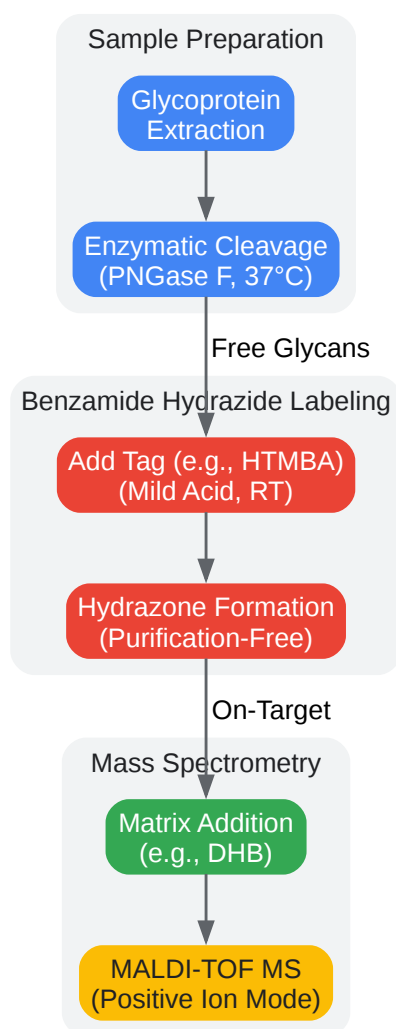 Sample Preparation
Glycoprotein
Extraction
Enzymatic Cleavage
(PNGase F, 37°C)
Free Glycans
Benzamide Hydrazide Labeling
Add Tag (e.g., HTMBA)
(Mild Acid, RT)
Hydrazone Formation
(Purification-Free)
On-Target
Mass Spectrometry
Matrix Addition
(e.g., DHB)
MALDI-TOF MS
(Positive Ion Mode)